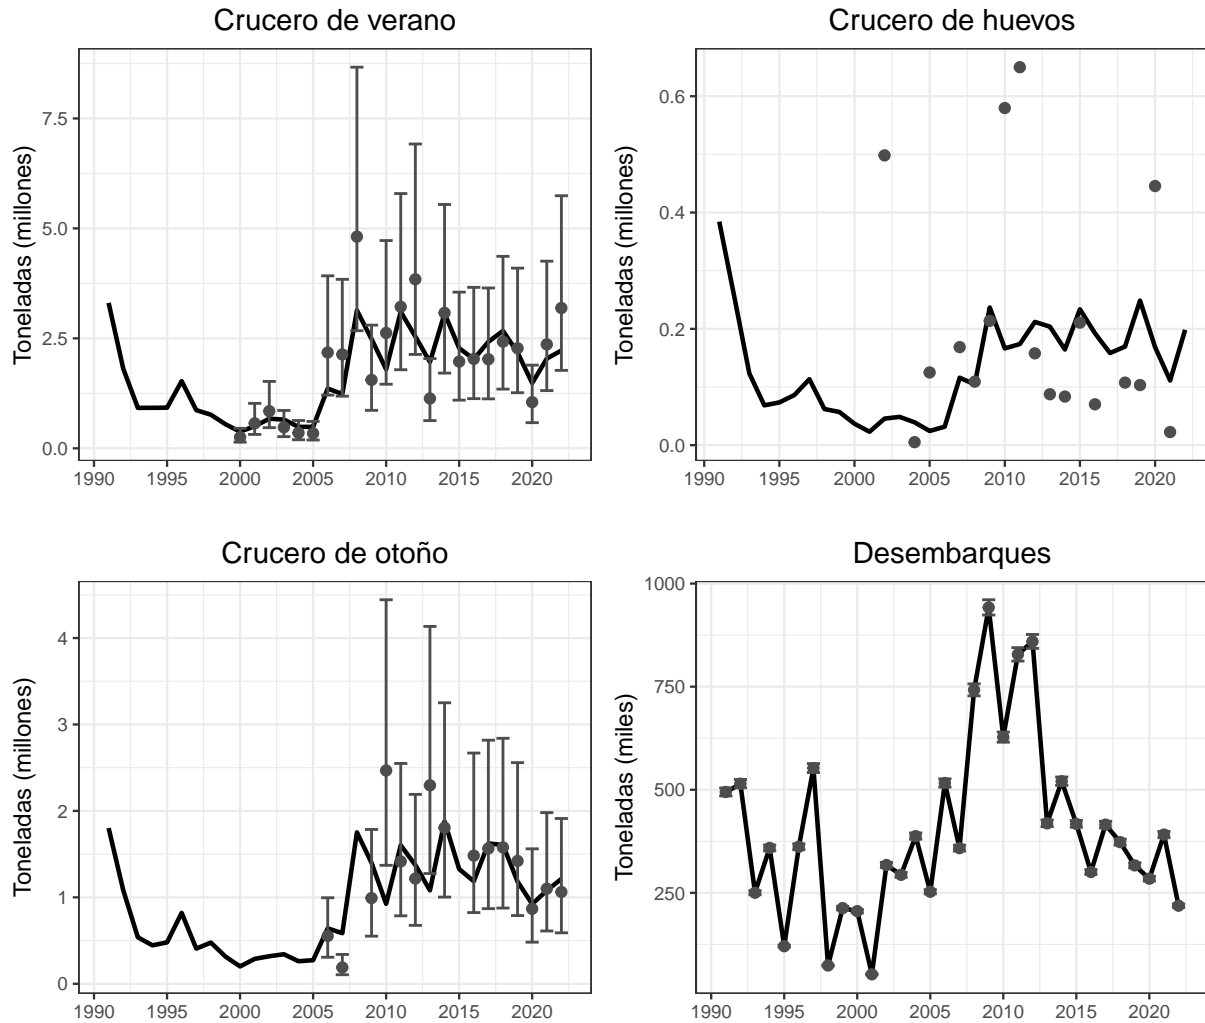 Crucero de verano
Toneladas (millones)
7.5
5.0
2.5
0.0
1990 1995 2000 2005 2010 2015 2020
Crucero de huevos
Toneladas (millones)
0.6
0.4
0.2
0.0
1990 1995 2000 2005 2010 2015 2020
Crucero de otoño
Toneladas (millones)
4
3
2
1
0
1990 1995 2000 2005 2010 2015 2020
Desembarques
Toneladas (miles)
1000
750
500
250
1990 1995 2000 2005 2010 2015 2020